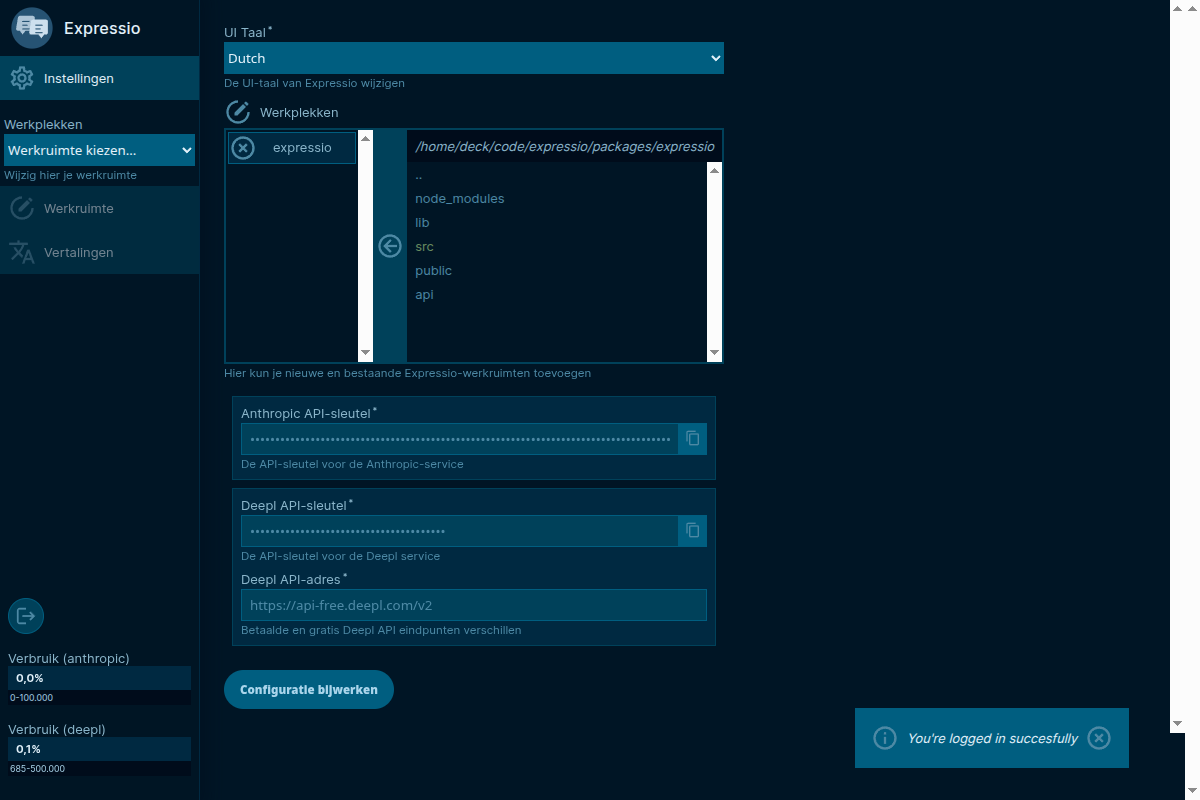 Expressio
Instellingen
Werkplekken
Werkruimte kiezen...
Wijzig hier je werkruimte
Werkruimte
Vertalingen
Verbruik (anthropic)
0,0%
0-100.000
Verbruik (deepl)
0,1%
685-500.000
UI Taal*
Dutch
De UI-taal van Expressio wijzigen
Werkplekken
expressio
/home/deck/code/expressio/packages/expressio
..
node_modules
lib
src
public
api
Hier kun je nieuwe en bestaande Expressio-werkruimten toevoegen
Anthropic API-sleutel*
De API-sleutel voor de Anthropic-service
Deepl API-sleutel*
De API-sleutel voor de Deepl service
Deepl API-adres*
https://api-free.deepl.com/v2
Betaalde en gratis Deepl API eindpunten verschillen
Configuratie bijwerken
You're logged in succesfully